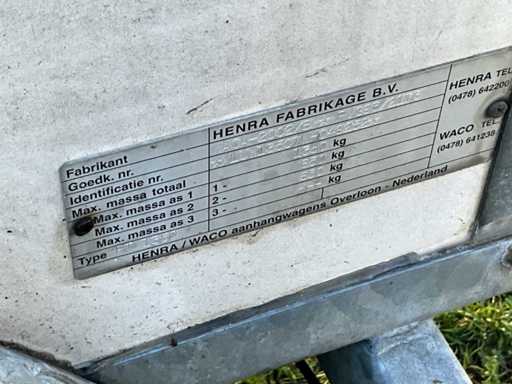 Fabrikant HENRA FABRIKAGE B.V.
Goedk. nr.
Identificatie nr.
Max. massa totaal kg
Max. massa as 1 1 - kg
Max. massa as 2 2 - kg
Max. massa as 3 3 - kg
Type
HENRA / WACO aanhangwagens Overloon - Nederland
HENRA TEL.
(0478) 642200
WACO TEL.
(0478) 641238